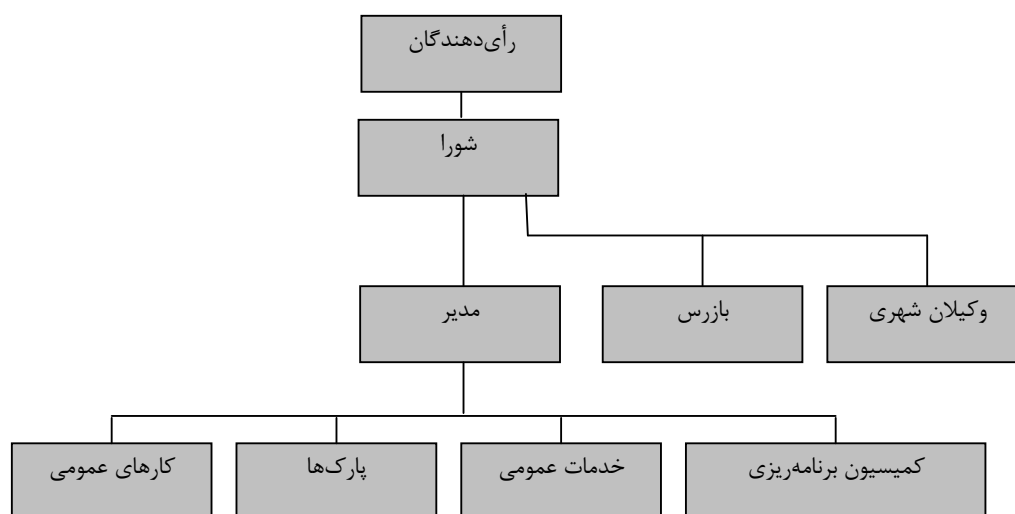 رأی‌دهندگان
شورا
وکیلان شهری
بازرس
مدیر
کمیسیون برنامه‌ریزی
خدمات عمومی
پارک‌ها
کارهای عمومی